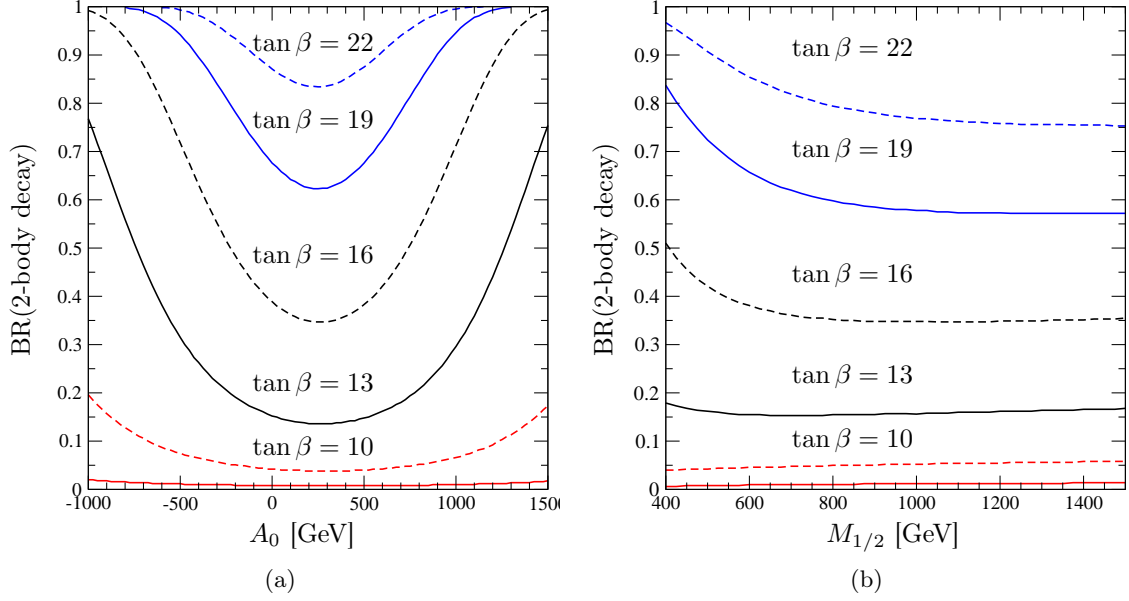 BR(2-body decay)
1
0.9
0.8
0.7
0.6
0.5
0.4
0.3
0.2
0.1
0
-1000
-500
0
500
1000
1500
tan β = 22
tan β = 19
tan β = 16
tan β = 13
tan β = 10
A₀ [GeV]
(a)
BR(2-body decay)
1
0.9
0.8
0.7
0.6
0.5
0.4
0.3
0.2
0.1
0
400
600
800
1000
1200
1400
tan β = 22
tan β = 19
tan β = 16
tan β = 13
tan β = 10
M₁/₂ [GeV]
(b)